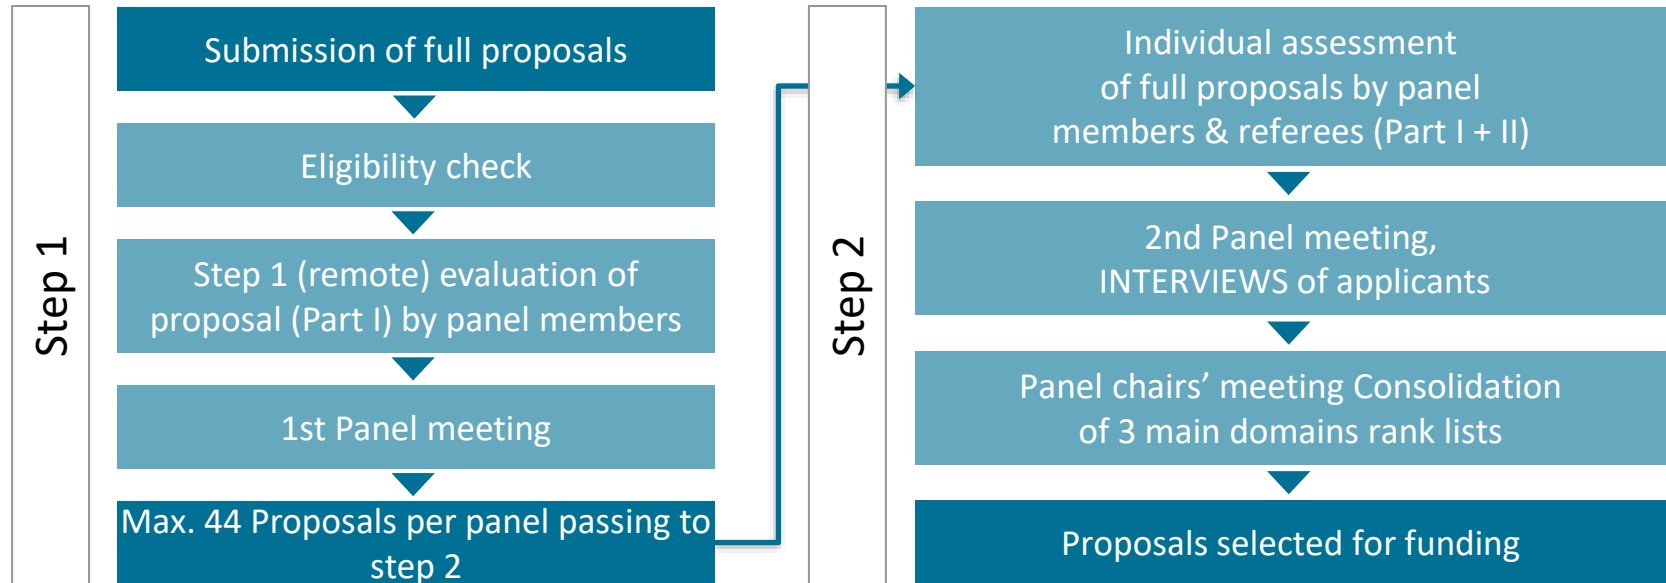 Step 1
Submission of full proposals
Eligibility check
Step 1 (remote) evaluation of
proposal (Part I) by panel members
1st Panel meeting
Max. 44 Proposals per panel passing to
step 2
Step 2
Individual assessment
of full proposals by panel
members & referees (Part I + II)
2nd Panel meeting,
INTERVIEWS of applicants
Panel chairs’ meeting Consolidation
of 3 main domains rank lists
Proposals selected for funding